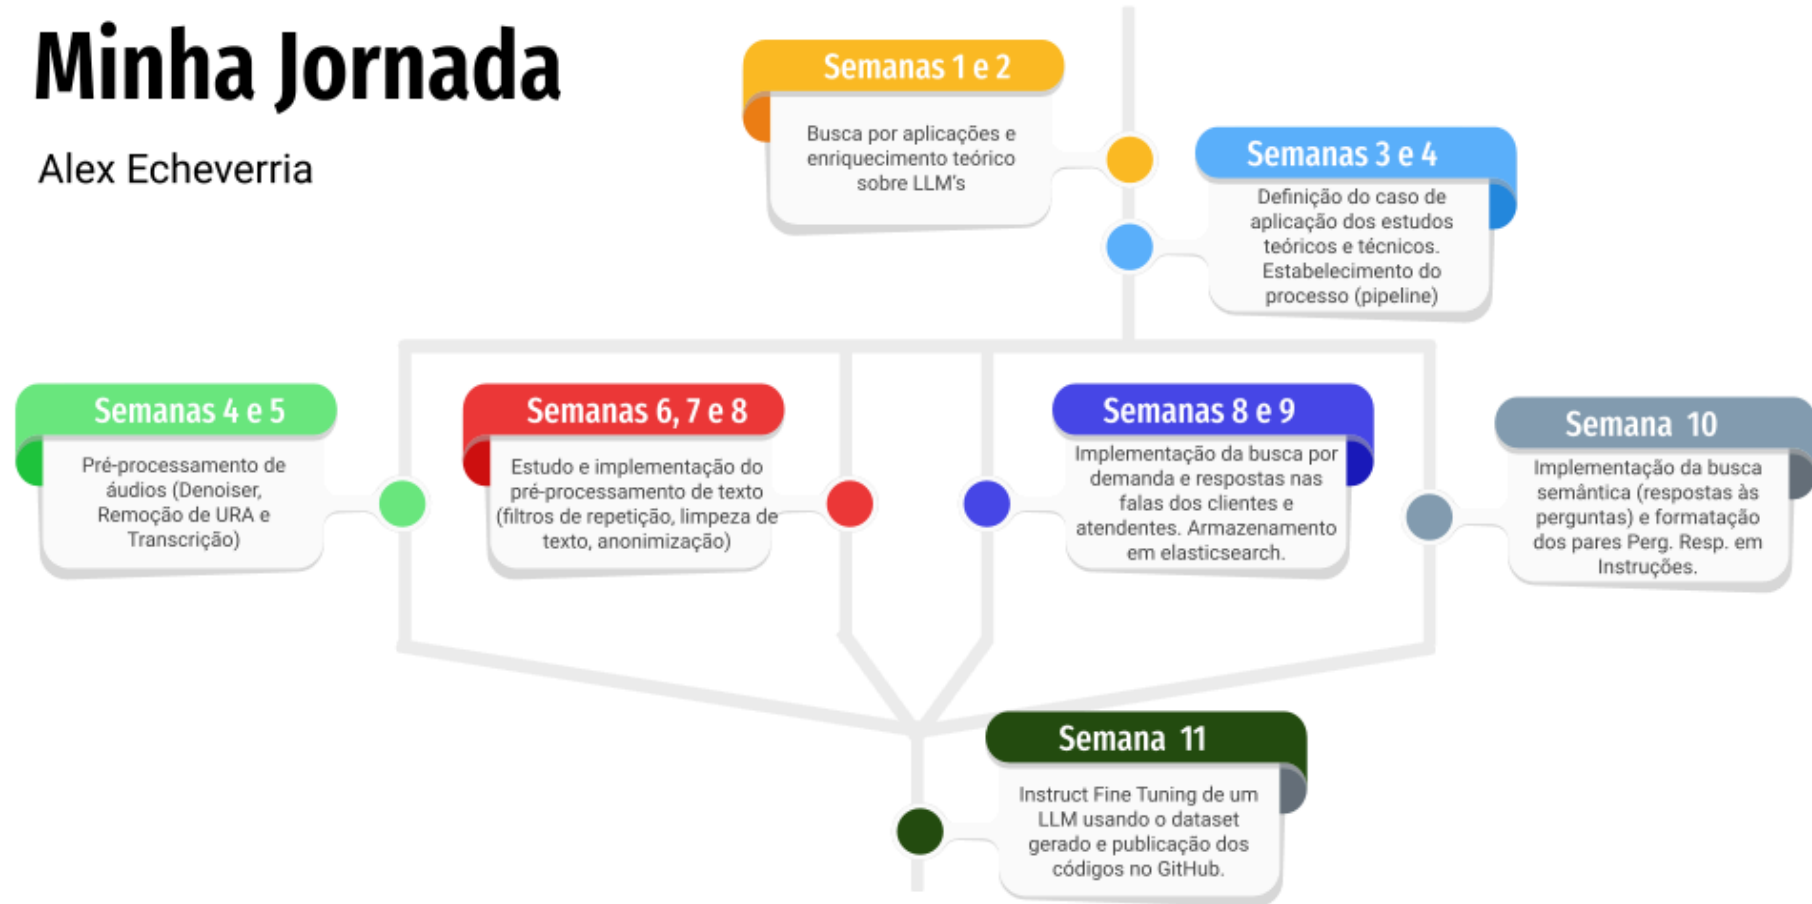 Minha Jornada
Alex Echeverria
Semanas 1 e 2
Busca por aplicações e
enriquecimento teórico
sobre LLM's
Semanas 3 e 4
Definição do caso de
aplicação dos estudos
teóricos e técnicos.
Estabelecimento do
processo (pipeline)
Semanas 4 e 5
Pré-processamento de
áudios (Denoiser,
Remoção de URA e
Transcrição)
Semanas 6, 7 e 8
Estudo e implementação do
pré-processamento de texto
(filtros de repetição, limpeza de
texto, anonimização)
Semanas 8 e 9
Implementação da busca por
demanda e respostas nas
falas dos clientes e
atendentes. Armazenamento
em elasticsearch.
Semana 10
Implementação da busca
semântica (respostas às
perguntas) e formatação
dos pares Perg. Resp. em
Instruções.
Semana 11
Instruct Fine Tuning de um
LLM usando o dataset
gerado e publicação dos
códigos no GitHub.